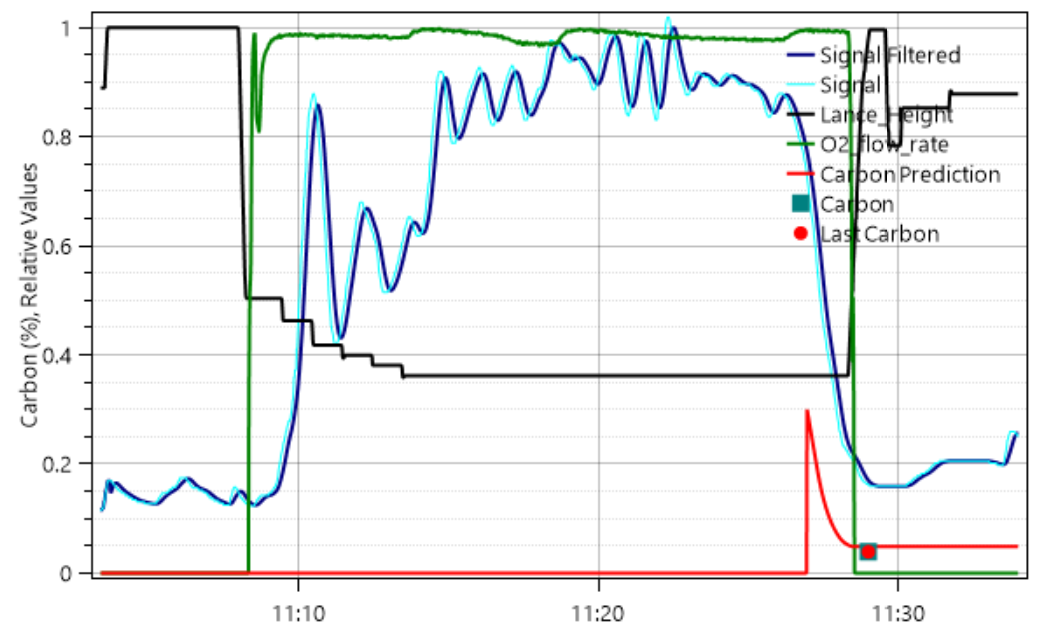 Carbon (%), Relative Values
1
0.8
0.6
0.4
0.2
0
11:10
11:20
11:30
Signal Filtered
Signal
Lance_Height
O2_flow_rate
Carbon Prediction
Carbon
Last Carbon